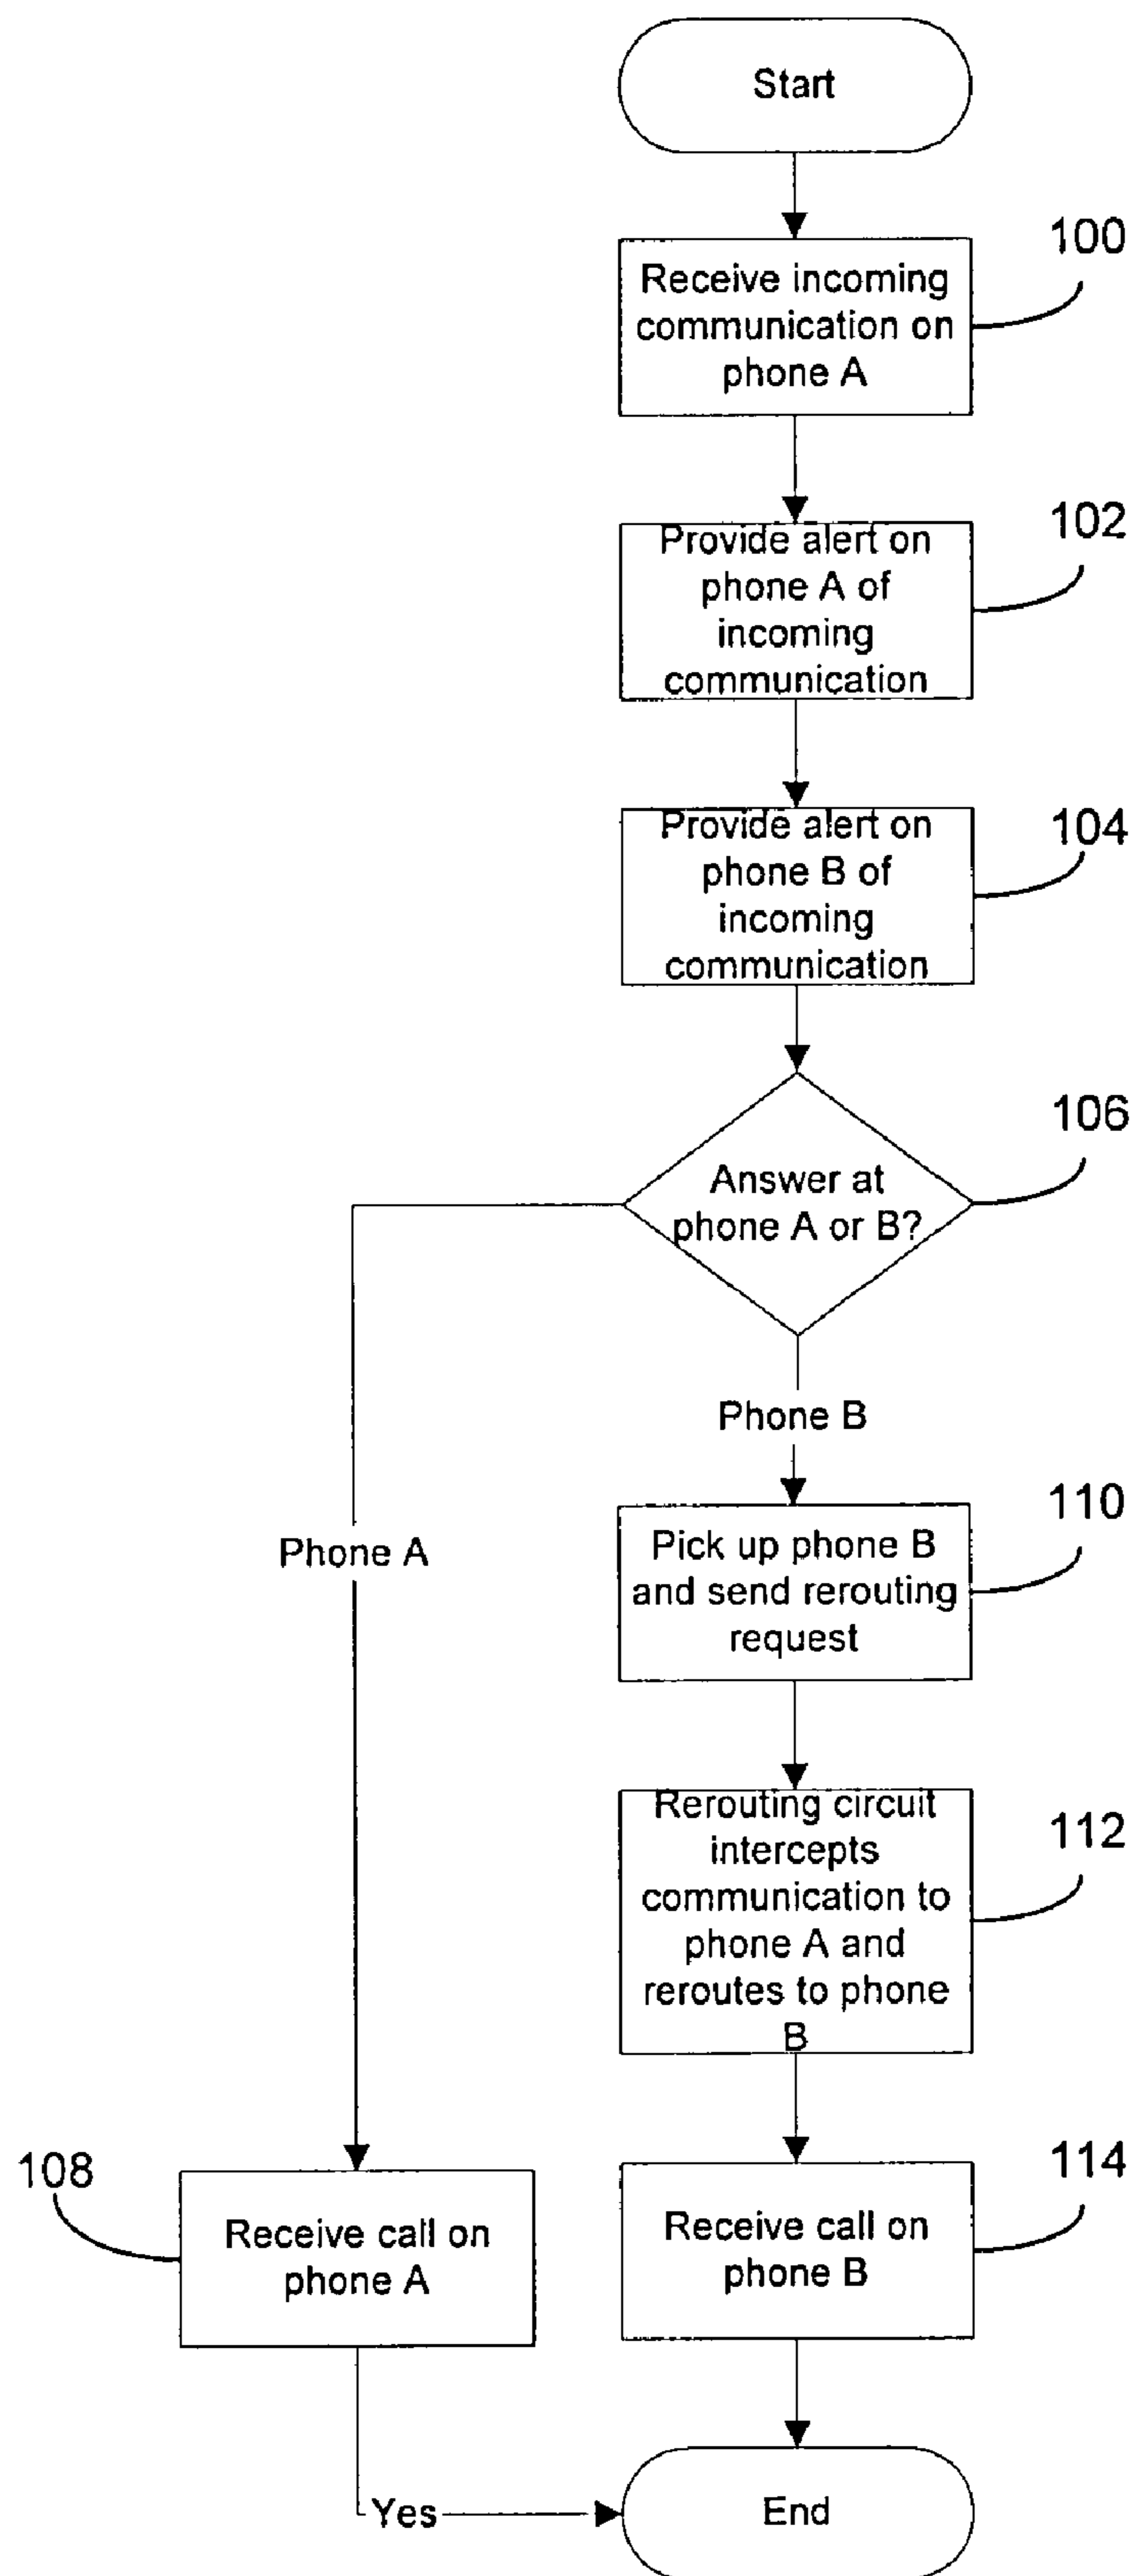 Start
100
Receive incoming
communication on
phone A
102
Provide alert on
phone A of
incoming
communication
104
Provide alert on
phone B of
incoming
communication
106
Answer at
phone A or B?
Phone B
Phone A
110
Pick up phone B
and send rerouting
request
112
Rerouting circuit
intercepts
communication to
phone A and
reroutes to phone
B
108
Receive call on
phone A
114
Receive call on
phone B
Yes
End